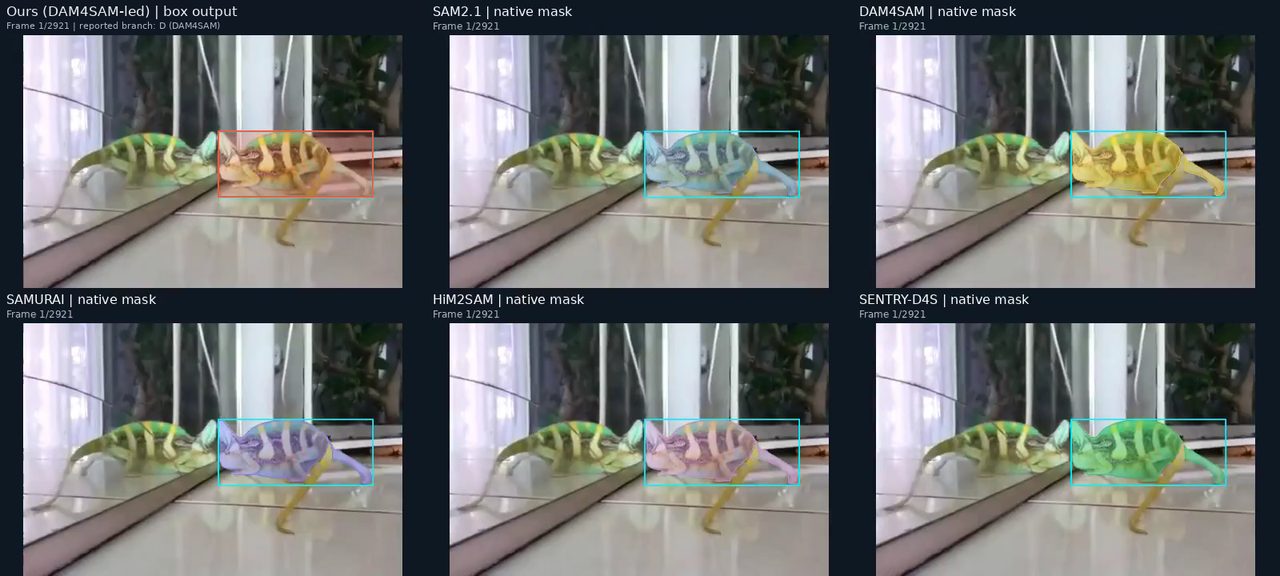 Ours (DAM4SAM-led) | box output
Frame 1/2921 | reported branch: D (DAM4SAM)
SAM2.1 | native mask
Frame 1/2921
DAM4SAM | native mask
Frame 1/2921
SAMURAI | native mask
Frame 1/2921
HiM2SAM | native mask
Frame 1/2921
SENTRY-D4S | native mask
Frame 1/2921